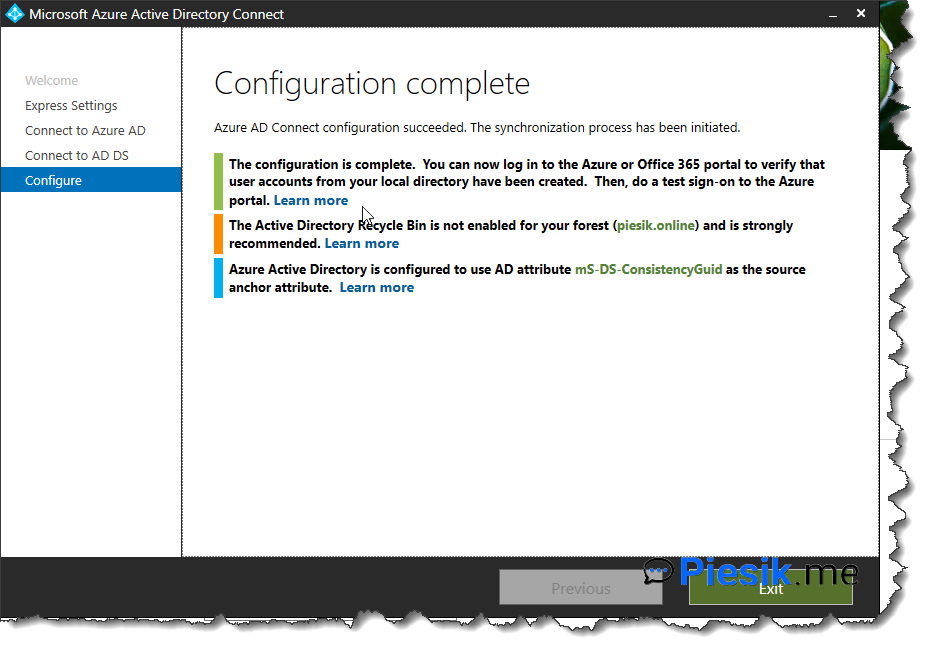 Microsoft Azure Active Directory Connect
Welcome
Express Settings
Connect to Azure AD
Connect to AD DS
Configure
Configuration complete
Azure AD Connect configuration succeeded. The synchronization process has been initiated.
The configuration is complete.  You can now log in to the Azure or Office 365 portal to verify that
user accounts from your local directory have been created.  Then, do a test sign-on to the Azure
portal. Learn more
The Active Directory Recycle Bin is not enabled for your forest (piesik.online) and is strongly
recommended. Learn more
Azure Active Directory is configured to use AD attribute mS-DS-ConsistencyGuid as the source
anchor attribute.  Learn more
Previous
Exit
Piesik.me